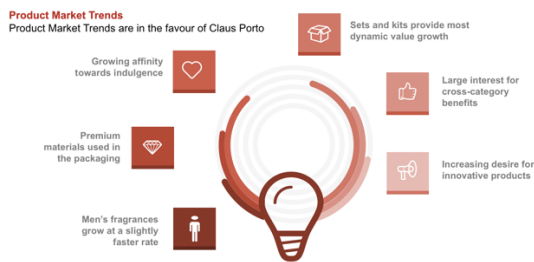 Product Market Trends
Product Market Trends are in the favour of Claus Porto
Sets and kits provide most
dynamic value growth
Growing affinity
towards indulgence
Large interest for
cross-category
benefits
Premium
materials used in
the packaging
Increasing desire for
innovative products
Men's fragrances
grow at a slightly
faster rate